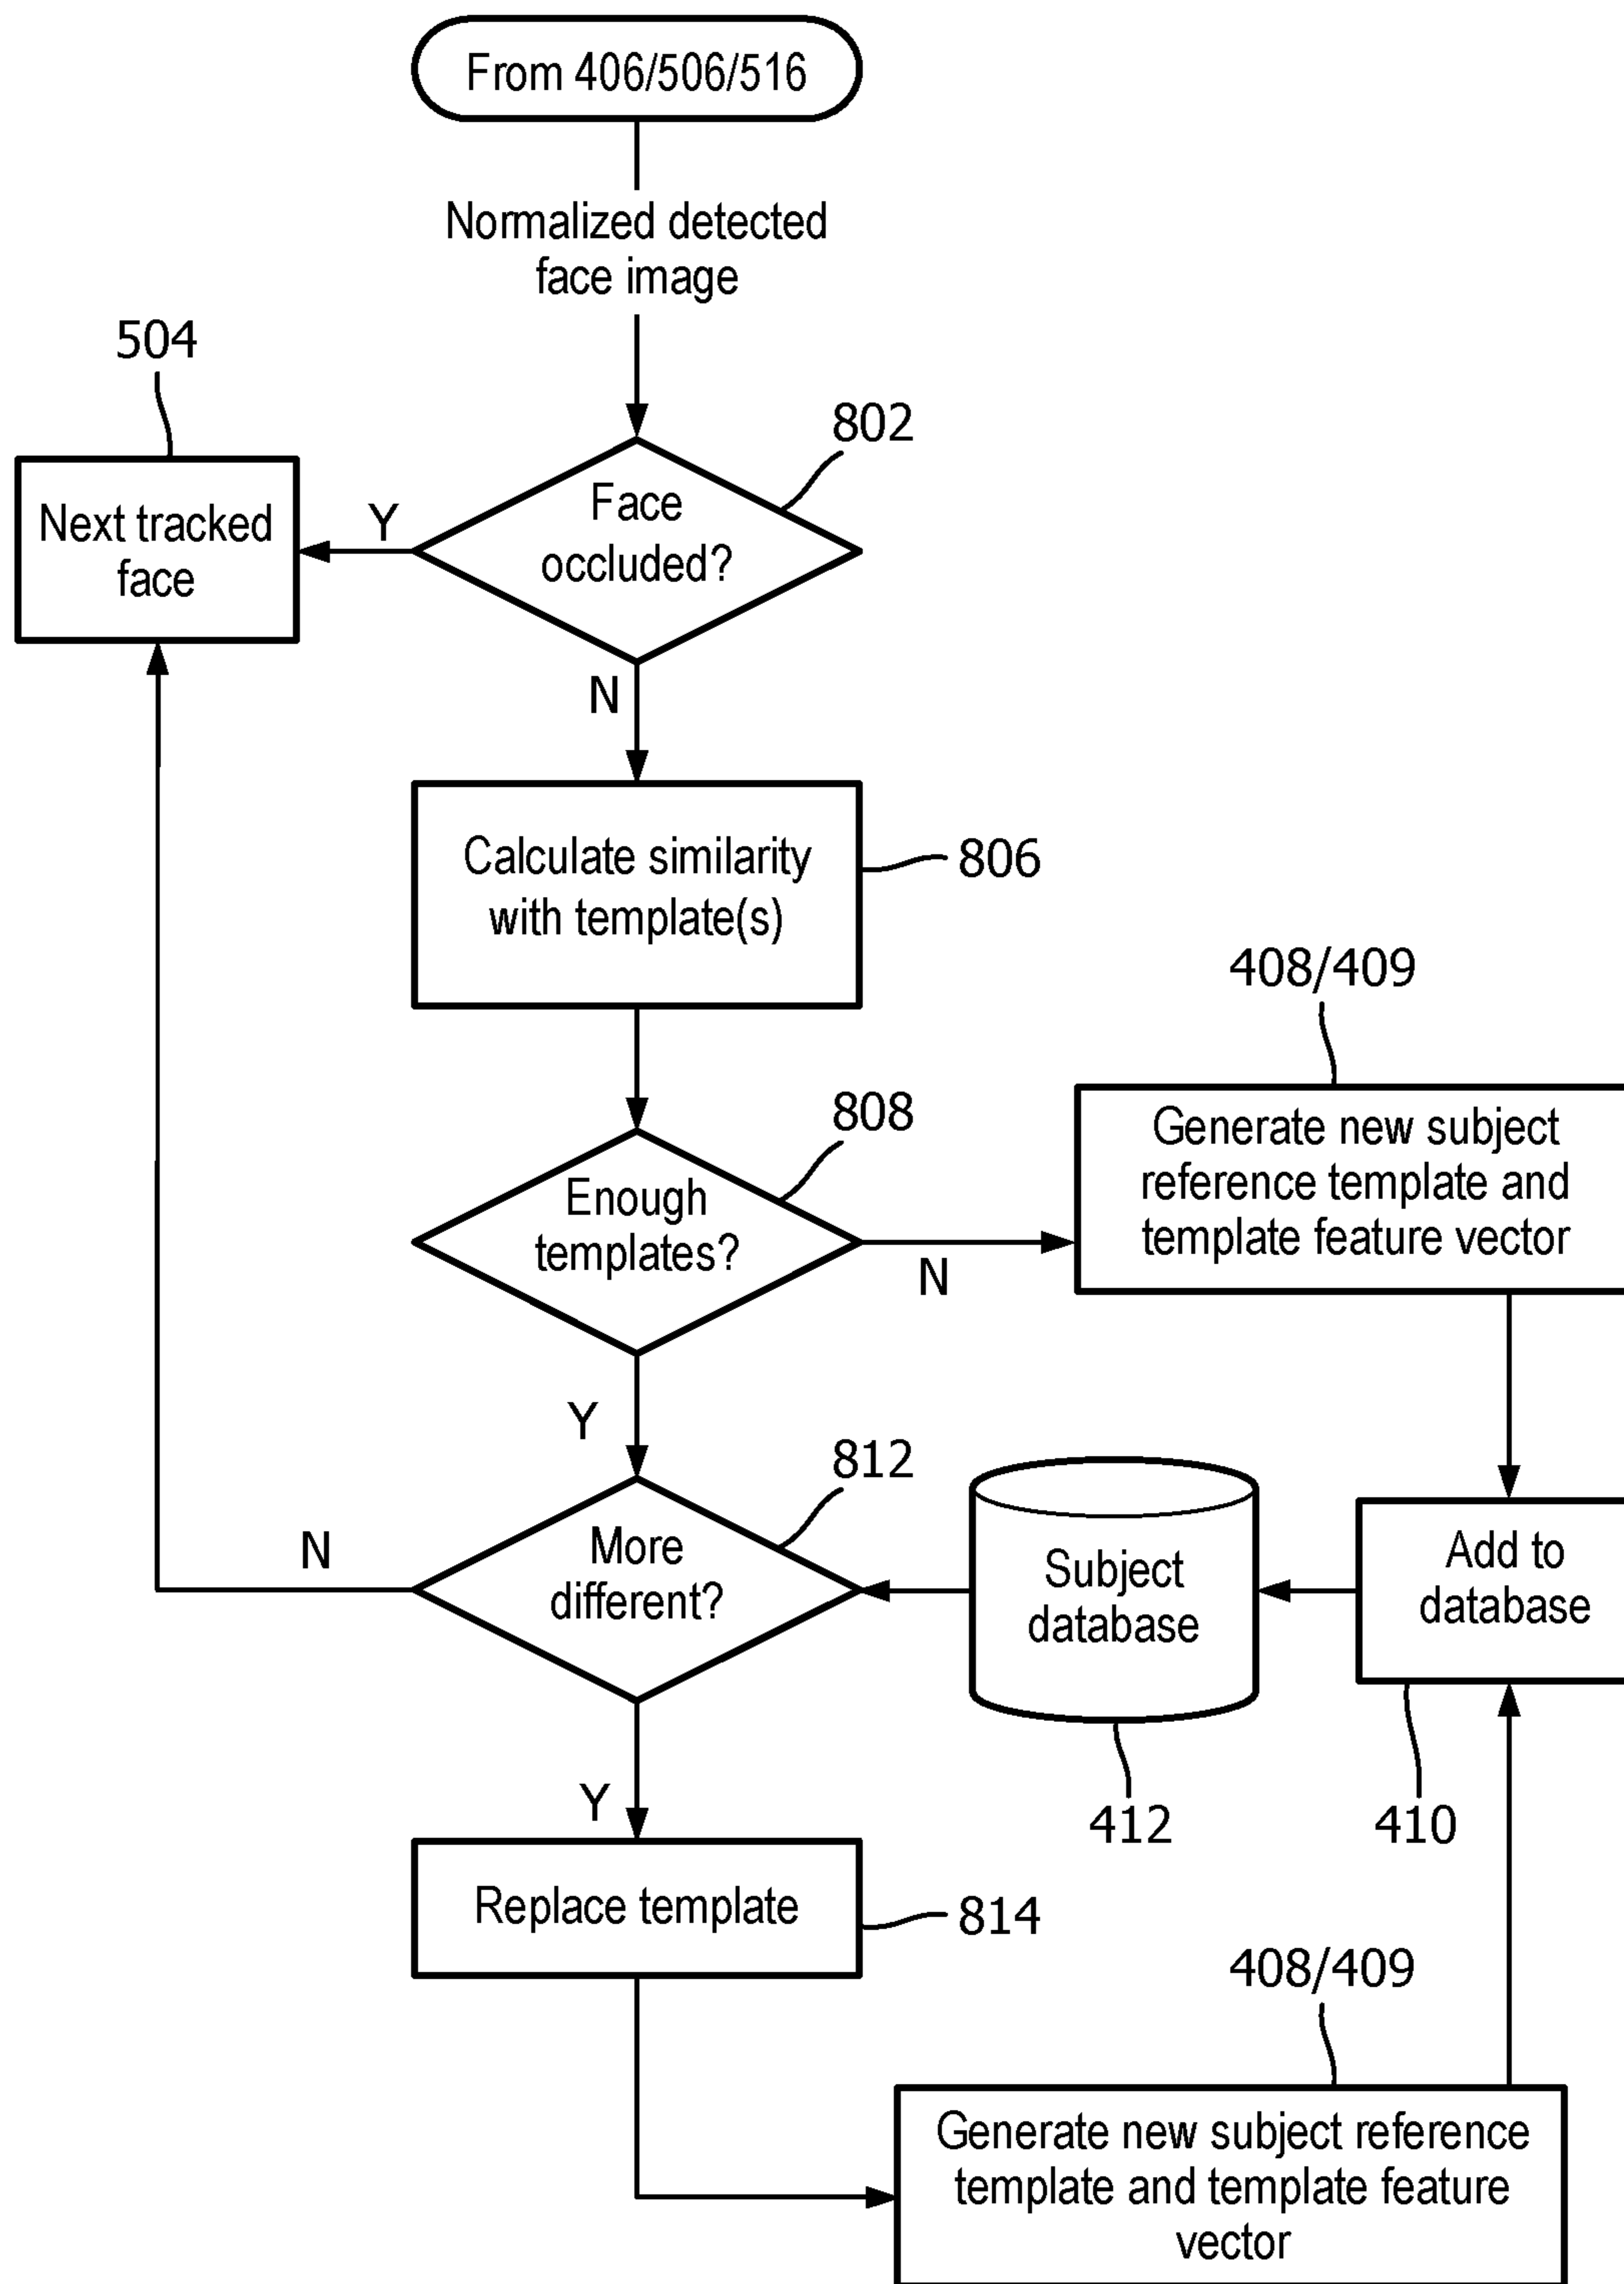 From 406/506/516
Normalized detected
face image
504
802
Next tracked
face
Y
Face
occluded?
N
Calculate similarity
with template(s)
806
408/409
808
Generate new subject
reference template and
template feature vector
Enough
templates?
N
Y
812
N
More
different?
Subject
database
Add to
database
Y
412
410
Replace template
814
408/409
Generate new subject reference
template and template feature
vector